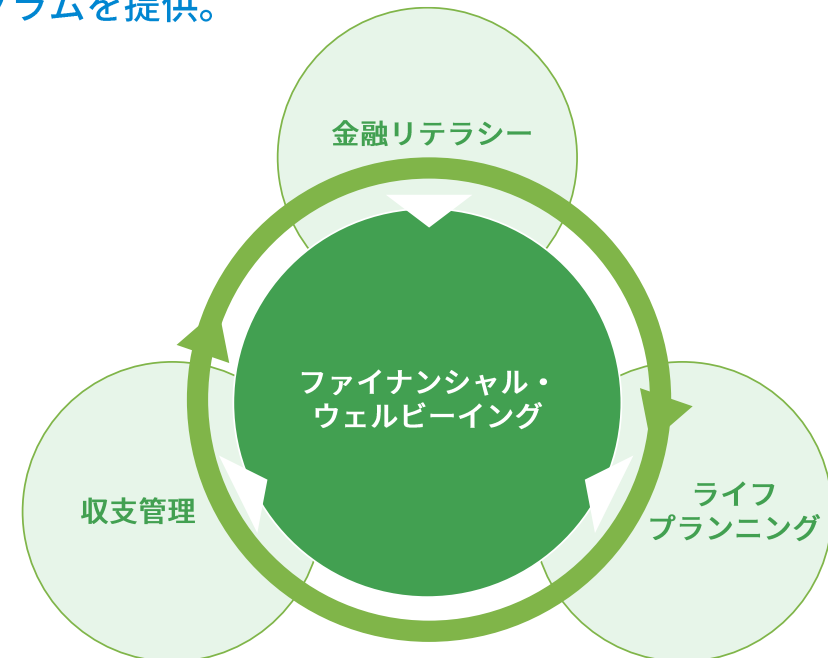 グラムを提供。
金融リテラシー
ファイナンシャル・
ウェルビーイング
収支管理
ライフ
プランニング